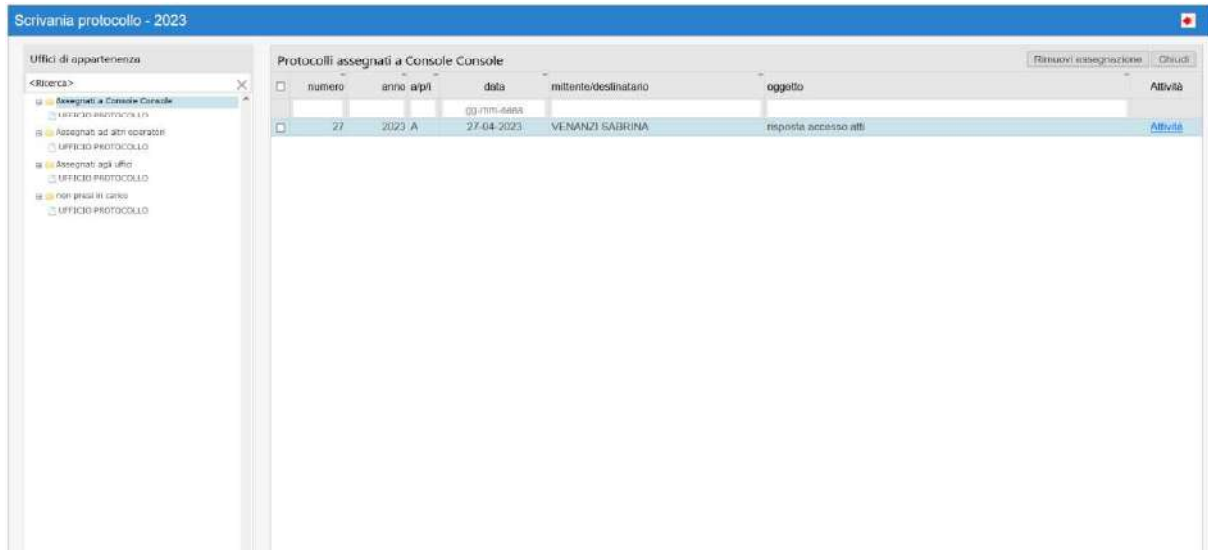 Scrivania protocollo - 2023
Uffici di appartenenza
<Ricerca>
Assegnati a Console Console
UFFICIO PROTOCOLLO
Assegnati ad altri operatori
UFFICIO PROTOCOLLO
Assegnati agli uffici
UFFICIO PROTOCOLLO
non presi in carico
UFFICIO PROTOCOLLO
Protocolli assegnati a Console Console
Rimuovi assegnazione Chiudi
numero anno a/p/i data mittente/destinatario oggetto Attività
gg-mm-aaaa
27 2023 A 27-04-2023 VENANZI SABRINA risposta accesso atti Attività